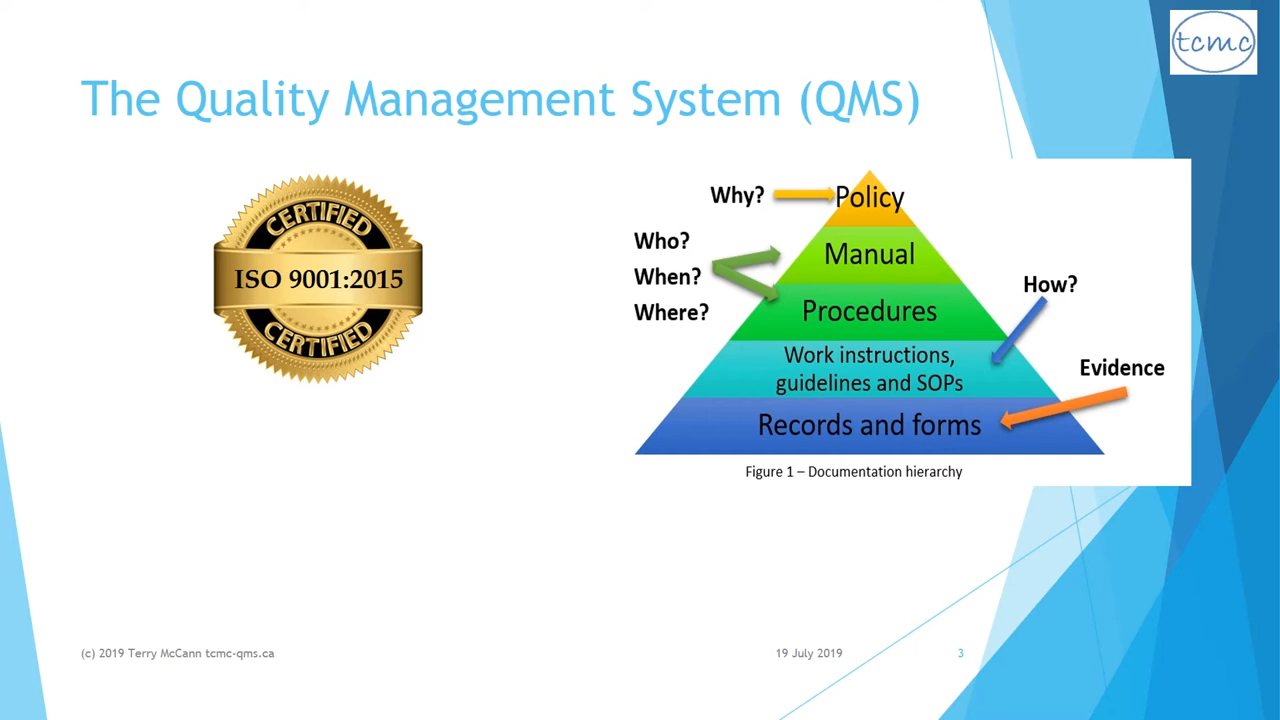 tcmc
The Quality Management System (QMS)
CERTIFIED
ISO 9001:2015
CERTIFIED
Why?
Policy
Who?
When?
Where?
Manual
Procedures
How?
Work instructions,
guidelines and SOPs
Evidence
Records and forms
Figure 1 – Documentation hierarchy
(c) 2019 Terry McCann tcmc-qms.ca
19 July 2019
3